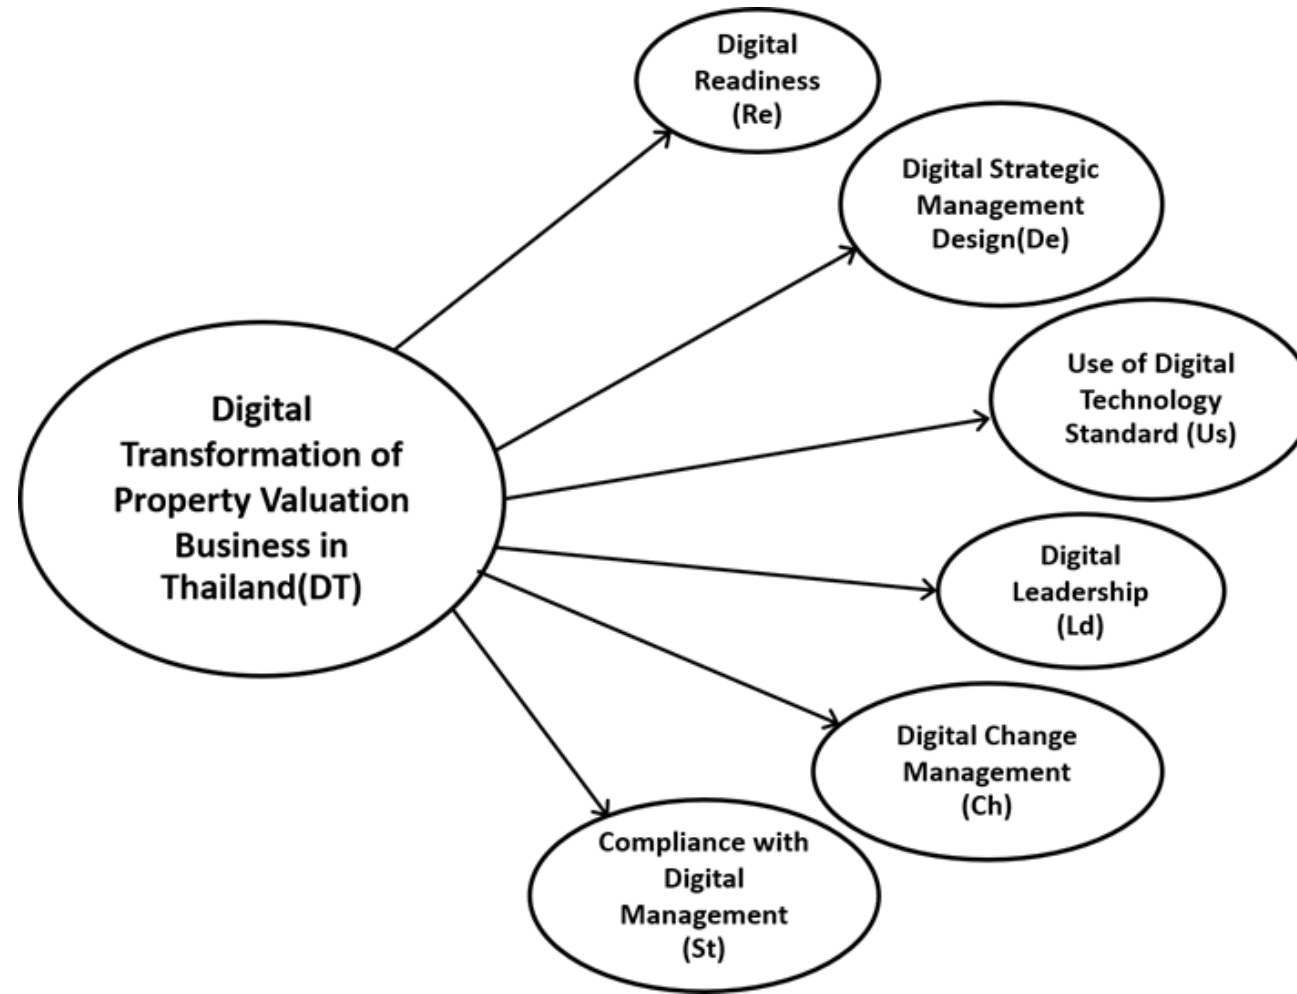 Digital
Readiness
(Re)
Digital Strategic
Management
Design(De)
Use of Digital
Technology
Standard (Us)
Digital
Transformation of
Property Valuation
Business in
Thailand(DT)
Digital
Leadership
(Ld)
Digital Change
Management
(Ch)
Compliance with
Digital
Management
(St)